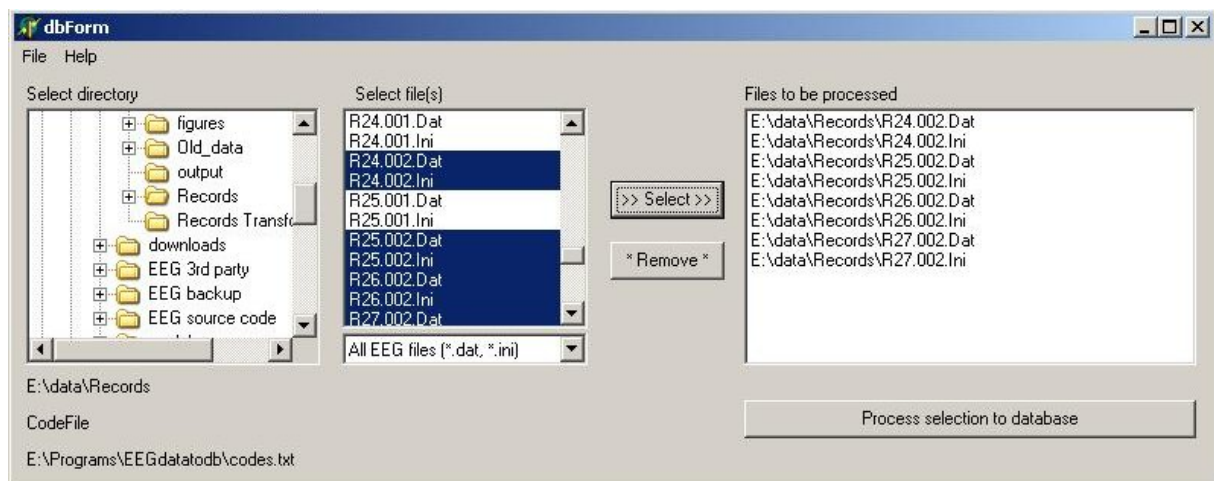 dbForm
File Help
Select directory
figures
Old_data
output
Records
Records Transfo
downloads
EEG 3rd party
EEG backup
EEG source code
E:\data\Records
CodeFile
E:\Programs\EEGdatatodb\codes.txt
Select file(s)
R24.001.Dat
R24.001.Ini
R24.002.Dat
R24.002.Ini
R25.001.Dat
R25.001.Ini
R25.002.Dat
R25.002.Ini
R26.002.Dat
R26.002.Ini
R27.002.Dat
All EEG files (*.dat, *.ini)
>> Select >>
* Remove *
Files to be processed
E:\data\Records\R24.002.Dat
E:\data\Records\R24.002.Ini
E:\data\Records\R25.002.Dat
E:\data\Records\R25.002.Ini
E:\data\Records\R26.002.Dat
E:\data\Records\R26.002.Ini
E:\data\Records\R27.002.Dat
E:\data\Records\R27.002.Ini
Process selection to database